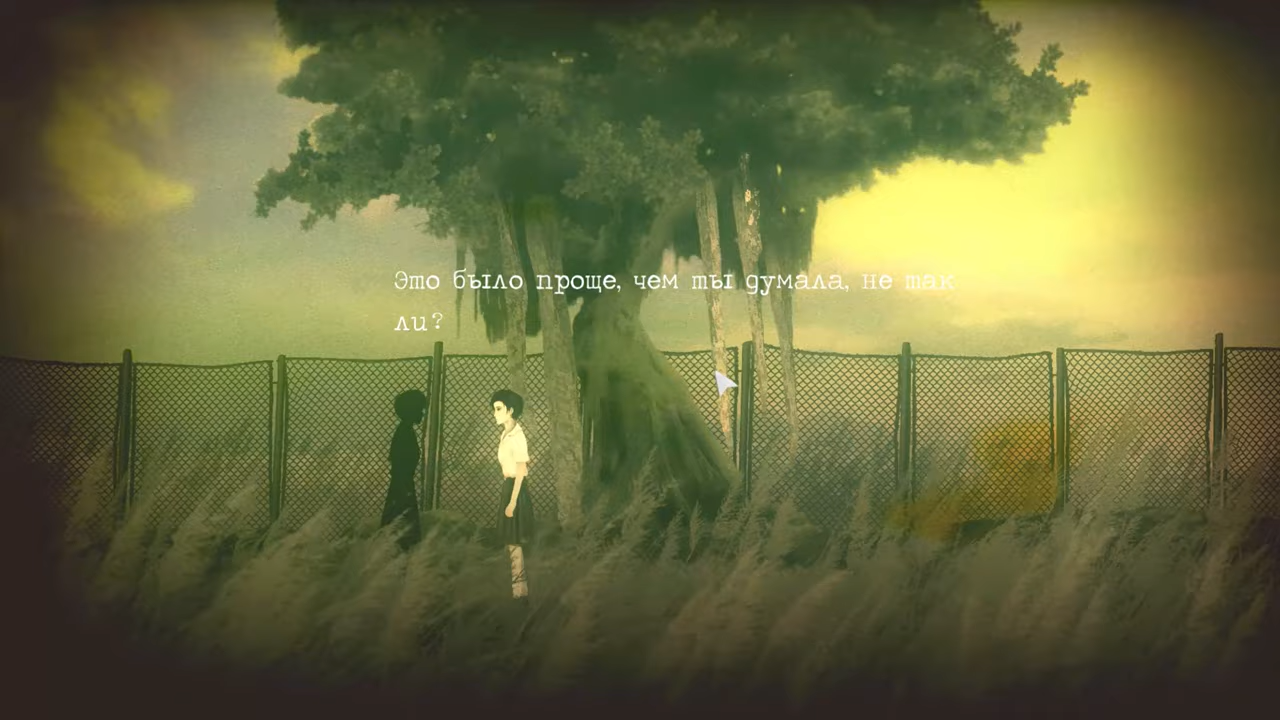 Это было проще, чем ты думала, не так
ли?